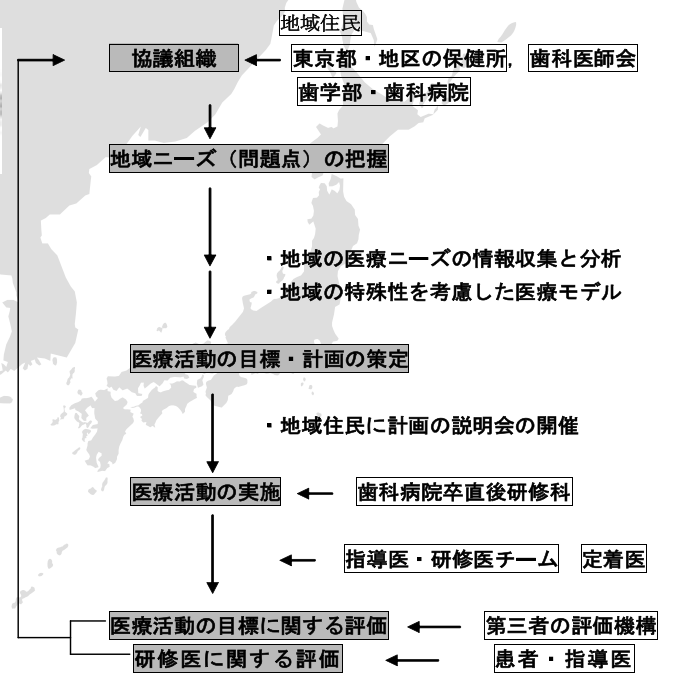 地域住民
協議組織
東京都・地区の保健所,
歯科医師会
歯学部・歯科病院
地域ニーズ（問題点）の把握
・地域の医療ニーズの情報収集と分析
・地域の特殊性を考慮した医療モデル
医療活動の目標・計画の策定
・地域住民に計画の説明会の開催
医療活動の実施
歯科病院卒直後研修科
指導医・研修医チーム
定着医
医療活動の目標に関する評価
第三者の評価機構
研修医に関する評価
患者・指導医